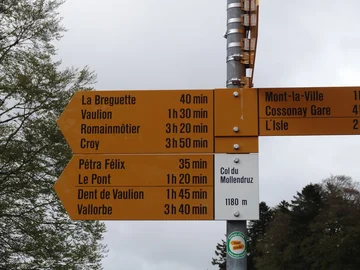 La Breguette 40 min
Vaulion 1 h 30 min
Romainmôtier 3 h 20 min
Croy 3 h 50 min
Pétra Félix 35 min
Le Pont 1 h 20 min
Dent de Vaulion 1 h 45 min
Vallorbe 3 h 40 min
Col du
Mollendruz
1180 m
Mont-la-Ville
Cossonay Gare
L'Isle